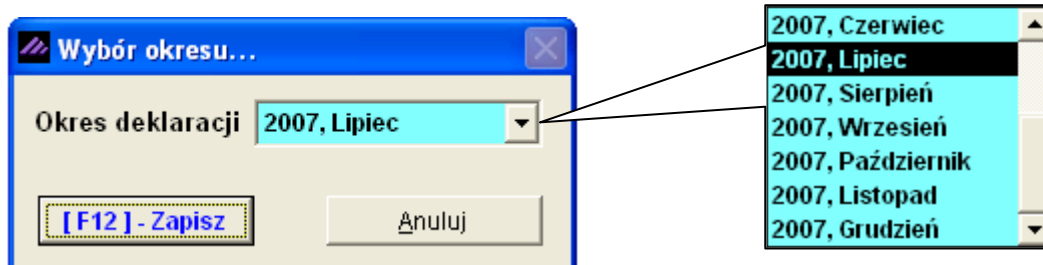 Wybór okresu...
Okres deklaracji 2007, Lipiec
[ F12 ] - Zapisz Anuluj
2007, Czerwiec
2007, Lipiec
2007, Sierpień
2007, Wrzesień
2007, Październik
2007, Listopad
2007, Grudzień